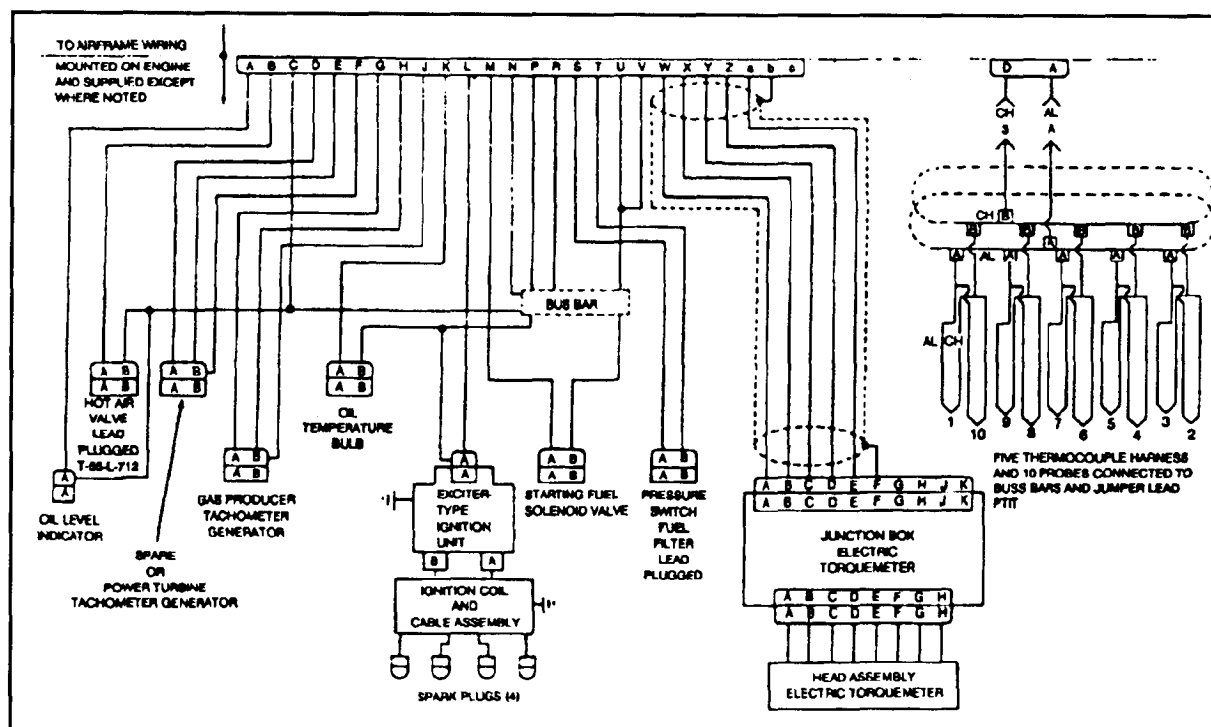 TO AIRFRAME WIRING
MOUNTED ON ENGINE
AND SUPPLIED EXCEPT
WHERE NOTED
A B C D E F G H J K L M N P R S T U V W X Y Z a b c
D A
CH
3
AL
A
CH B
B B B B B
A
A AL A A A A
AL CH
1 10 9 8 7 6 5 4 3 2
FIVE THERMOCOUPLE HARNESS
AND 10 PROBES CONNECTED TO
BUSS BARS AND JUMPER LEAD
PTIT
BUS BAR
A B
A B
HOT AIR
VALVE
LEAD
PLUGGED
T-55-L-712
A B
A B
SPARE
OR
POWER TURBINE
TACHOMETER GENERATOR
A
A
OIL LEVEL
INDICATOR
A B
A B
GAS PRODUCER
TACHOMETER
GENERATOR
A B
A B
OIL
TEMPERATURE
BULB
A
A
EXCITER-
TYPE
IGNITION
UNIT
B A
IGNITION COIL
AND
CABLE ASSEMBLY
SPARK PLUGS (4)
A B
A B
STARTING FUEL
SOLENOID VALVE
A B
A B
PRESSURE
SWITCH
FUEL
FILTER
LEAD
PLUGGED
A B C D E F G H J K
A B C D E F G H J K
JUNCTION BOX
ELECTRIC
TORQUEMETER
A B C D E F G H
A B C D E F G H
HEAD ASSEMBLY
ELECTRIC TORQUEMETER